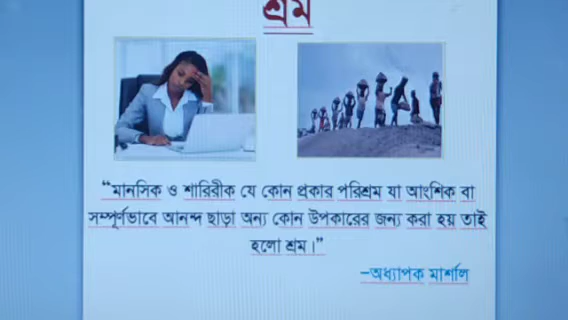 শ্রম
“মানসিক ও শারিরীক যে কোন প্রকার পরিশ্রম যা আংশিক বা
সম্পূর্ণভাবে আনন্দ ছাড়া অন্য কোন উপকারের জন্য করা হয় তাই
হলো শ্রম।”
–অধ্যাপক মার্শাল